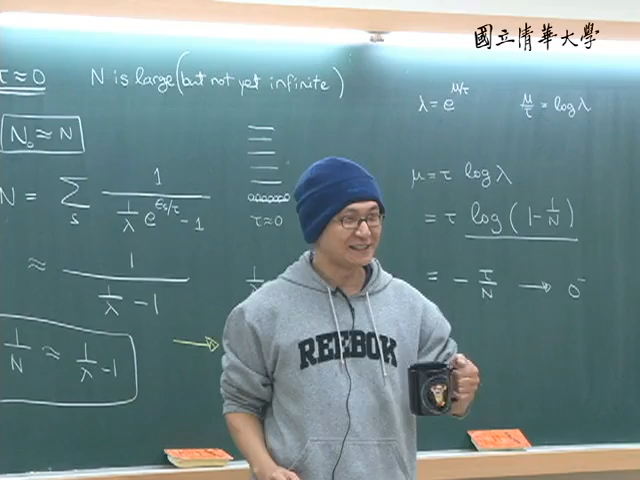 國立清華大學
τ ≈ 0
N is large (but not yet infinite)
N₀ ≈ N
N = Σ_s 1 / ( (1/λ) e^{ε_s/τ} - 1 )
≈ 1 / ( 1/λ - 1 )
1/N ≈ 1/λ - 1
τ ≈ 0
λ = e^{μ/τ}
μ/τ = log λ
μ = τ log λ
= τ log ( 1 - 1/N )
= - τ/N → 0⁻
REEBOK